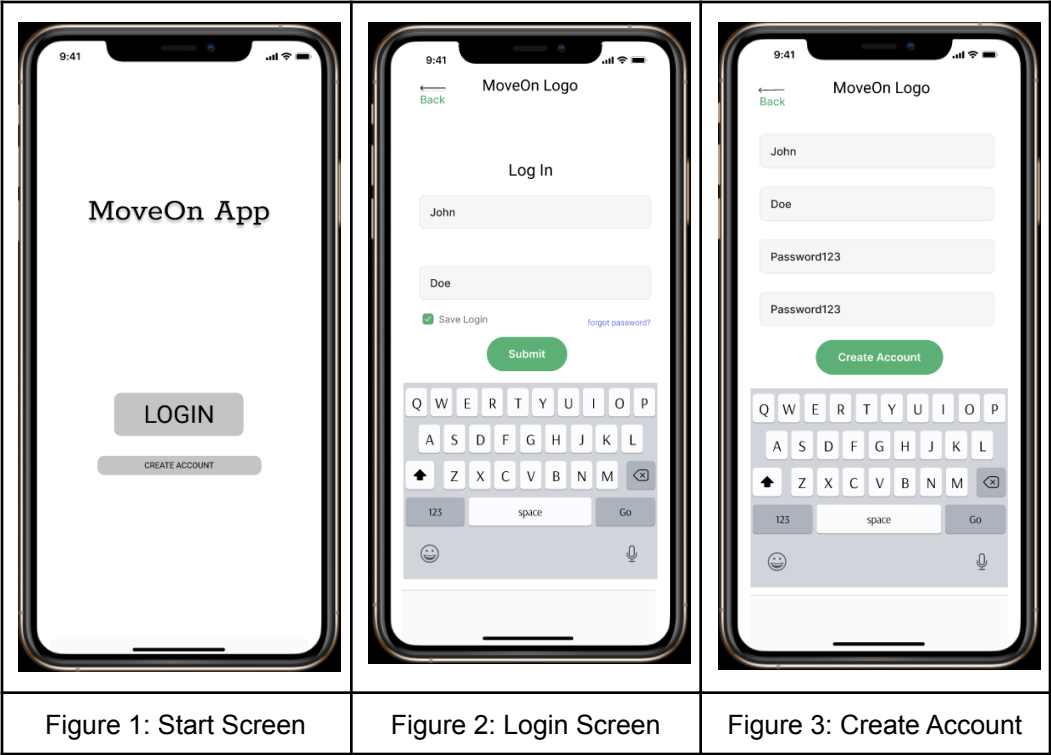 9:41
MoveOn App
LOGIN
CREATE ACCOUNT
Figure 1: Start Screen
9:41
MoveOn Logo
Back
Log In
John
Doe
Save Login
forgot password?
Submit
Q W E R T Y U I O P
A S D F G H J K L
Z X C V B N M
123 space Go
Figure 2: Login Screen
9:41
MoveOn Logo
Back
John
Doe
Password123
Password123
Create Account
Q W E R T Y U I O P
A S D F G H J K L
Z X C V B N M
123 space Go
Figure 3: Create Account